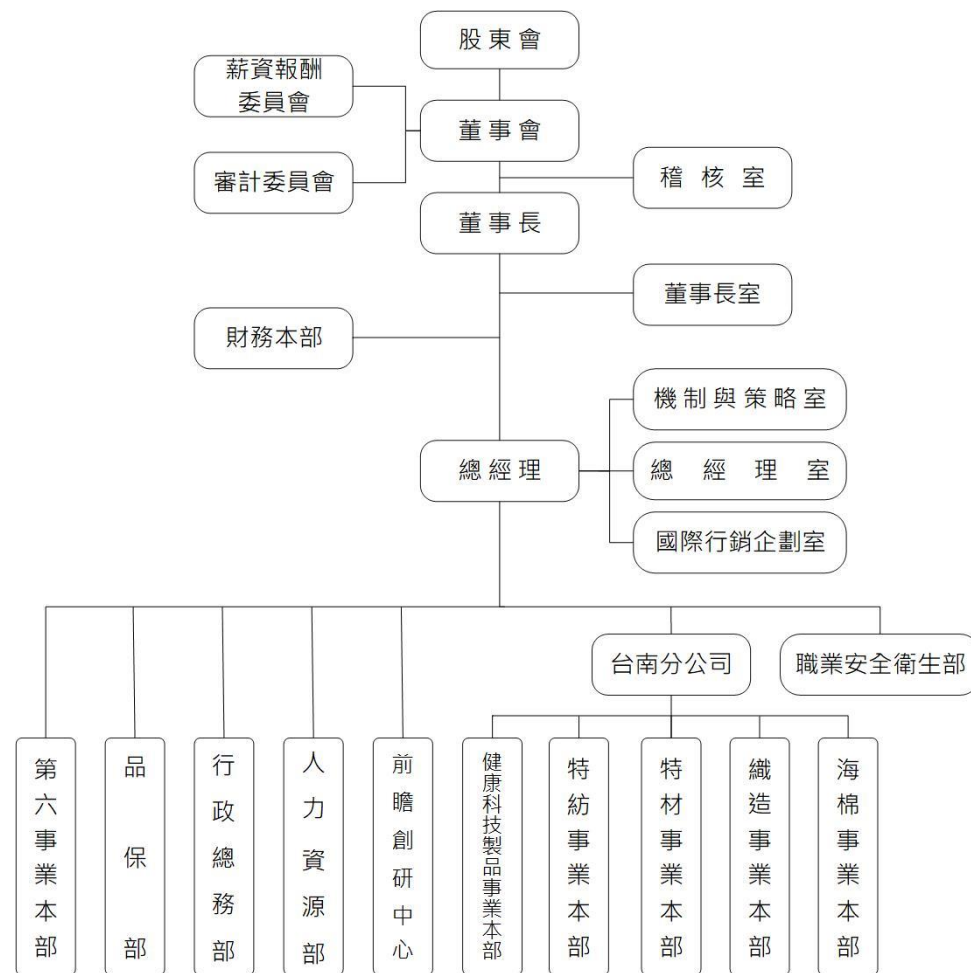 股東會
薪資報酬
委員會
董事會
審計委員會
稽核室
董事長
董事長室
財務本部
機制與策略室
總經理
總經理室
國際行銷企劃室
台南分公司
職業安全衛生部
第六事業本部
品保部
行政總務部
人力資源部
前瞻創研中心
健康科技製品事業本部
特紡事業本部
特材事業本部
織造事業本部
海棉事業本部